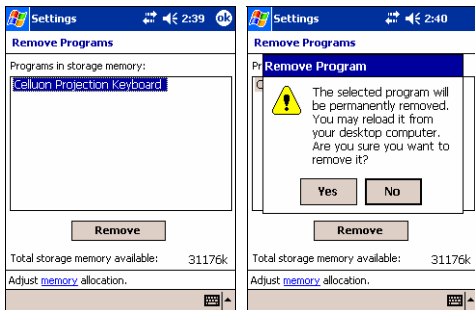 Settings 2:39 ok
Remove Programs
Programs in storage memory:
Celluon Projection Keyboard
Remove
Total storage memory available: 31176k
Adjust memory allocation.
Settings 2:40
Remove Programs
Pr
Remove Program
C
The selected program will
be permanently removed.
You may reload it from
your desktop computer.
Are you sure you want to
remove it?
Yes No
Remove
Total storage memory available: 31176k
Adjust memory allocation.